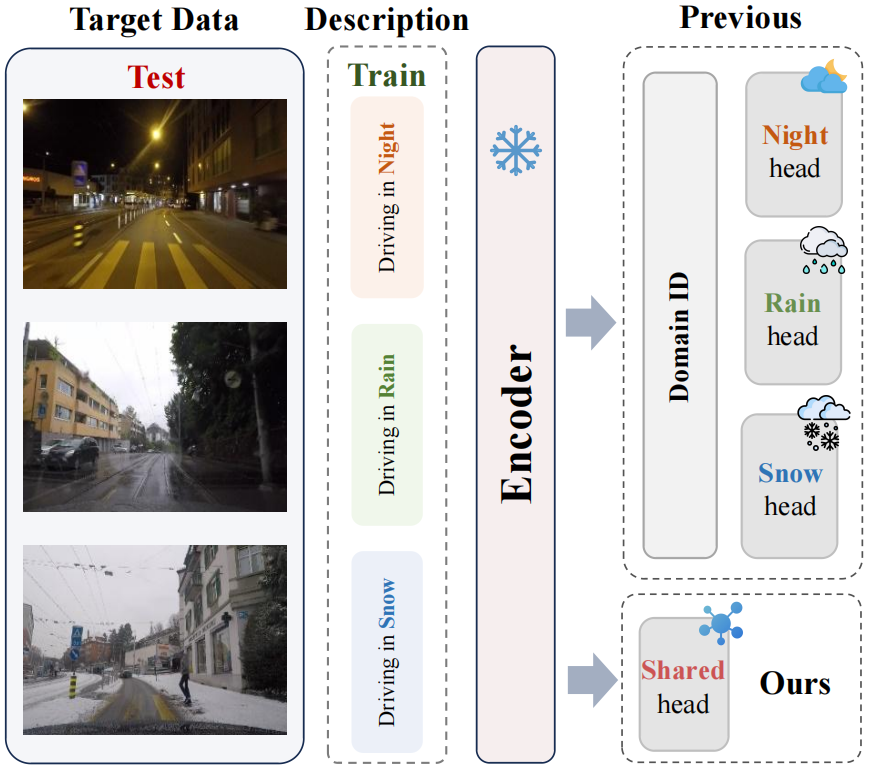 Target Data
Description
Previous
Test
Train
Driving in Night
Driving in Rain
Driving in Snow
Encoder
Domain ID
Night
head
Rain
head
Snow
head
Shared
head
Ours